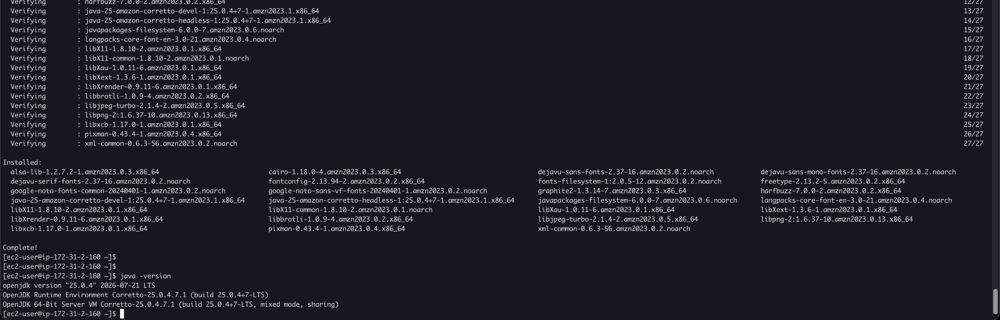 Verifying : harfbuzz-7.0.0-2.amzn2023.0.2.x86_64 12/27
Verifying : java-25-amazon-corretto-devel-1:25.0.4+7-1.amzn2023.1.x86_64 13/27
Verifying : java-25-amazon-corretto-headless-1:25.0.4+7-1.amzn2023.1.x86_64 14/27
Verifying : javapackages-filesystem-6.0.0-7.amzn2023.0.6.noarch 15/27
Verifying : langpacks-core-font-en-3.0-21.amzn2023.0.4.noarch 16/27
Verifying : libX11-1.8.10-2.amzn2023.0.1.x86_64 17/27
Verifying : libX11-common-1.8.10-2.amzn2023.0.1.noarch 18/27
Verifying : libXau-1.0.11-6.amzn2023.0.1.x86_64 19/27
Verifying : libXext-1.3.6-1.amzn2023.0.1.x86_64 20/27
Verifying : libXrender-0.9.11-6.amzn2023.0.1.x86_64 21/27
Verifying : libbrotli-1.0.9-4.amzn2023.0.2.x86_64 22/27
Verifying : libjpeg-turbo-2.1.4-2.amzn2023.0.5.x86_64 23/27
Verifying : libpng-2:1.6.37-10.amzn2023.0.13.x86_64 24/27
Verifying : libxcb-1.17.0-1.amzn2023.0.1.x86_64 25/27
Verifying : pixman-0.43.4-1.amzn2023.0.4.x86_64 26/27
Verifying : xml-common-0.6.3-56.amzn2023.0.2.noarch 27/27
Installed:
alsa-lib-1.2.7.2-1.amzn2023.0.3.x86_64 cairo-1.18.0-4.amzn2023.0.3.x86_64 dejavu-sans-fonts-2.37-16.amzn2023.0.2.noarch dejavu-sans-mono-fonts-2.37-16.amzn2023.0.2.noarch
dejavu-serif-fonts-2.37-16.amzn2023.0.2.noarch fontconfig-2.13.94-2.amzn2023.0.2.x86_64 fonts-filesystem-1:2.0.5-12.amzn2023.0.2.noarch freetype-2.13.2-5.amzn2023.0.2.x86_64
google-noto-fonts-common-20240401-1.amzn2023.0.2.noarch google-noto-sans-vf-fonts-20240401-1.amzn2023.0.2.noarch graphite2-1.3.14-7.amzn2023.0.3.x86_64 harfbuzz-7.0.0-2.amzn2023.0.2.x86_64
java-25-amazon-corretto-devel-1:25.0.4+7-1.amzn2023.1.x86_64 java-25-amazon-corretto-headless-1:25.0.4+7-1.amzn2023.1.x86_64 javapackages-filesystem-6.0.0-7.amzn2023.0.6.noarch langpacks-core-font-en-3.0-21.amzn2023.0.4.noarch
libX11-1.8.10-2.amzn2023.0.1.x86_64 libX11-common-1.8.10-2.amzn2023.0.1.noarch libXau-1.0.11-6.amzn2023.0.1.x86_64 libXext-1.3.6-1.amzn2023.0.1.x86_64
libXrender-0.9.11-6.amzn2023.0.1.x86_64 libbrotli-1.0.9-4.amzn2023.0.2.x86_64 libjpeg-turbo-2.1.4-2.amzn2023.0.5.x86_64 libpng-2:1.6.37-10.amzn2023.0.13.x86_64
libxcb-1.17.0-1.amzn2023.0.1.x86_64 pixman-0.43.4-1.amzn2023.0.4.x86_64 xml-common-0.6.3-56.amzn2023.0.2.noarch
Complete!
[ec2-user@ip-172-31-2-160 ~]$
[ec2-user@ip-172-31-2-160 ~]$
[ec2-user@ip-172-31-2-160 ~]$ java -version
openjdk version "25.0.4" 2026-07-21 LTS
OpenJDK Runtime Environment Corretto-25.0.4.7.1 (build 25.0.4+7-LTS)
OpenJDK 64-Bit Server VM Corretto-25.0.4.7.1 (build 25.0.4+7-LTS, mixed mode, sharing)
[ec2-user@ip-172-31-2-160 ~]$